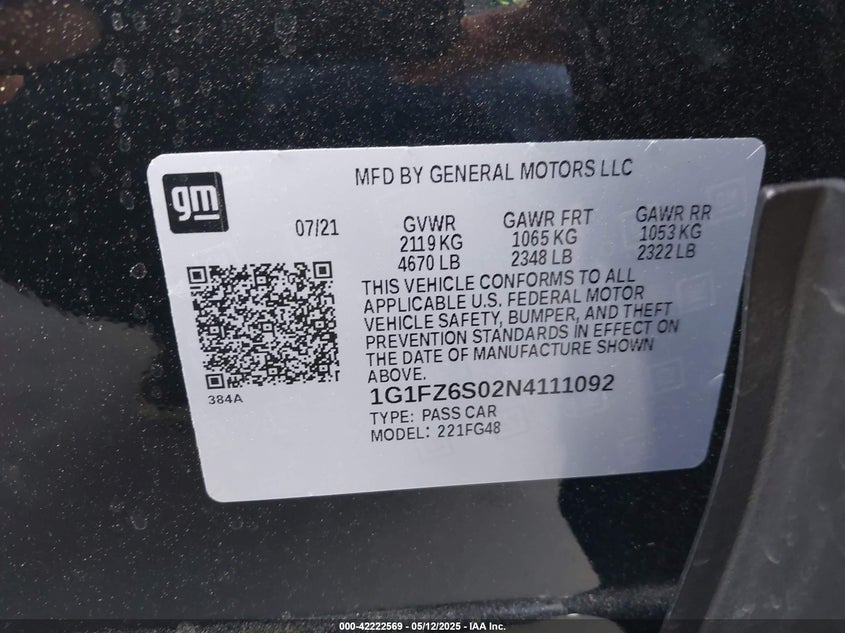 gm
MFD BY GENERAL MOTORS LLC
07/21
GVWR
2119 KG
4670 LB
GAWR FRT
1065 KG
2348 LB
GAWR RR
1053 KG
2322 LB
THIS VEHICLE CONFORMS TO ALL
APPLICABLE U.S. FEDERAL MOTOR
VEHICLE SAFETY, BUMPER, AND THEFT
PREVENTION STANDARDS IN EFFECT ON
THE DATE OF MANUFACTURE SHOWN
ABOVE.
384A
1G1FZ6S02N4111092
TYPE: PASS CAR
MODEL: 221FG48
000-42222569 - 05/12/2025 - IAA Inc.